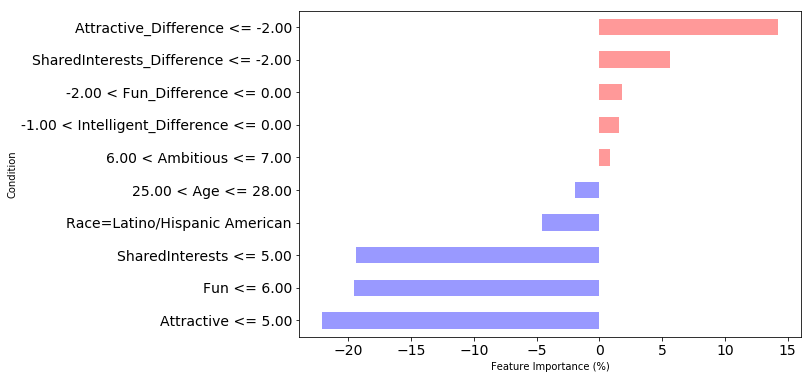 Attractive_Difference <= -2.00
SharedInterests_Difference <= -2.00
-2.00 < Fun_Difference <= 0.00
-1.00 < Intelligent_Difference <= 0.00
6.00 < Ambitious <= 7.00
25.00 < Age <= 28.00
Race=Latino/Hispanic American
SharedInterests <= 5.00
Fun <= 6.00
Attractive <= 5.00
Condition
−20 −15 −10 −5 0 5 10 15
Feature Importance (%)